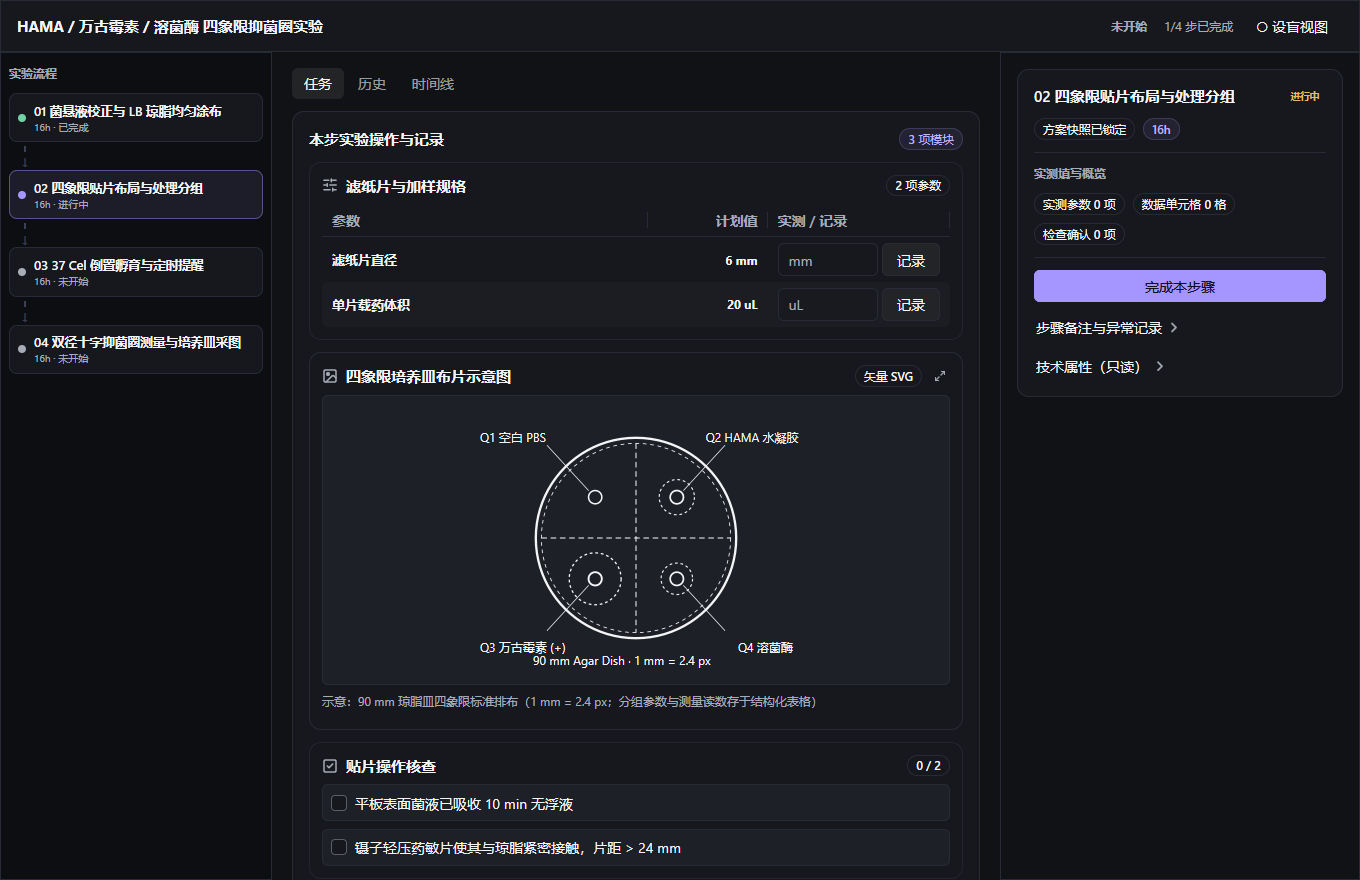 HAMA / 万古霉素 / 溶菌酶 四象限抑菌圈实验
未开始 1/4 步已完成 设盲视图
实验流程
01 菌悬液校正与 LB 琼脂均匀涂布
16h · 已完成
02 四象限贴片布局与处理分组
16h · 进行中
03 37 Cel 倒置孵育与定时提醒
16h · 未开始
04 双径十字抑菌圈测量与培养皿采图
16h · 未开始
任务 历史 时间线
本步实验操作与记录 3 项模块
滤纸片与加样规格 2 项参数
参数 计划值 实测 / 记录
滤纸片直径 6 mm mm 记录
单片载药体积 20 uL uL 记录
四象限培养皿布片示意图 矢量 SVG
Q1 空白 PBS Q2 HAMA 水凝胶
Q3 万古霉素 (+) Q4 溶菌酶
90 mm Agar Dish · 1 mm = 2.4 px
示意：90 mm 琼脂皿四象限标准排布（1 mm = 2.4 px；分组参数与测量读数存于结构化表格）
贴片操作核查 0 / 2
平板表面菌液已吸收 10 min 无浮液
镊子轻压药敏片使其与琼脂紧密接触，片距 > 24 mm
02 四象限贴片布局与处理分组 进行中
方案快照已锁定 16h
实测填写概览
实测参数 0 项 数据单元格 0 格
检查确认 0 项
完成本步骤
步骤备注与异常记录
技术属性（只读）